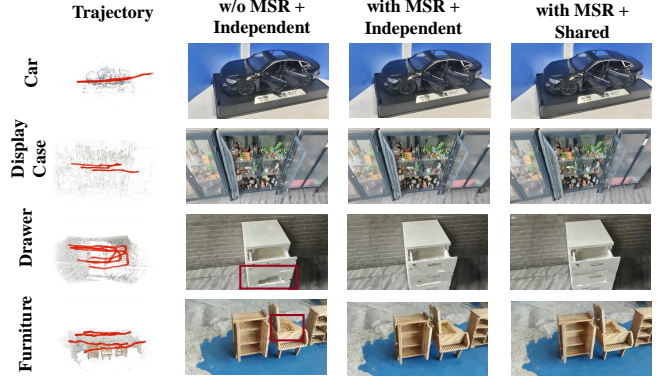 Trajectory
w/o MSR +
Independent
with MSR +
Independent
with MSR +
Shared
Car
Display
Case
Drawer
Furniture